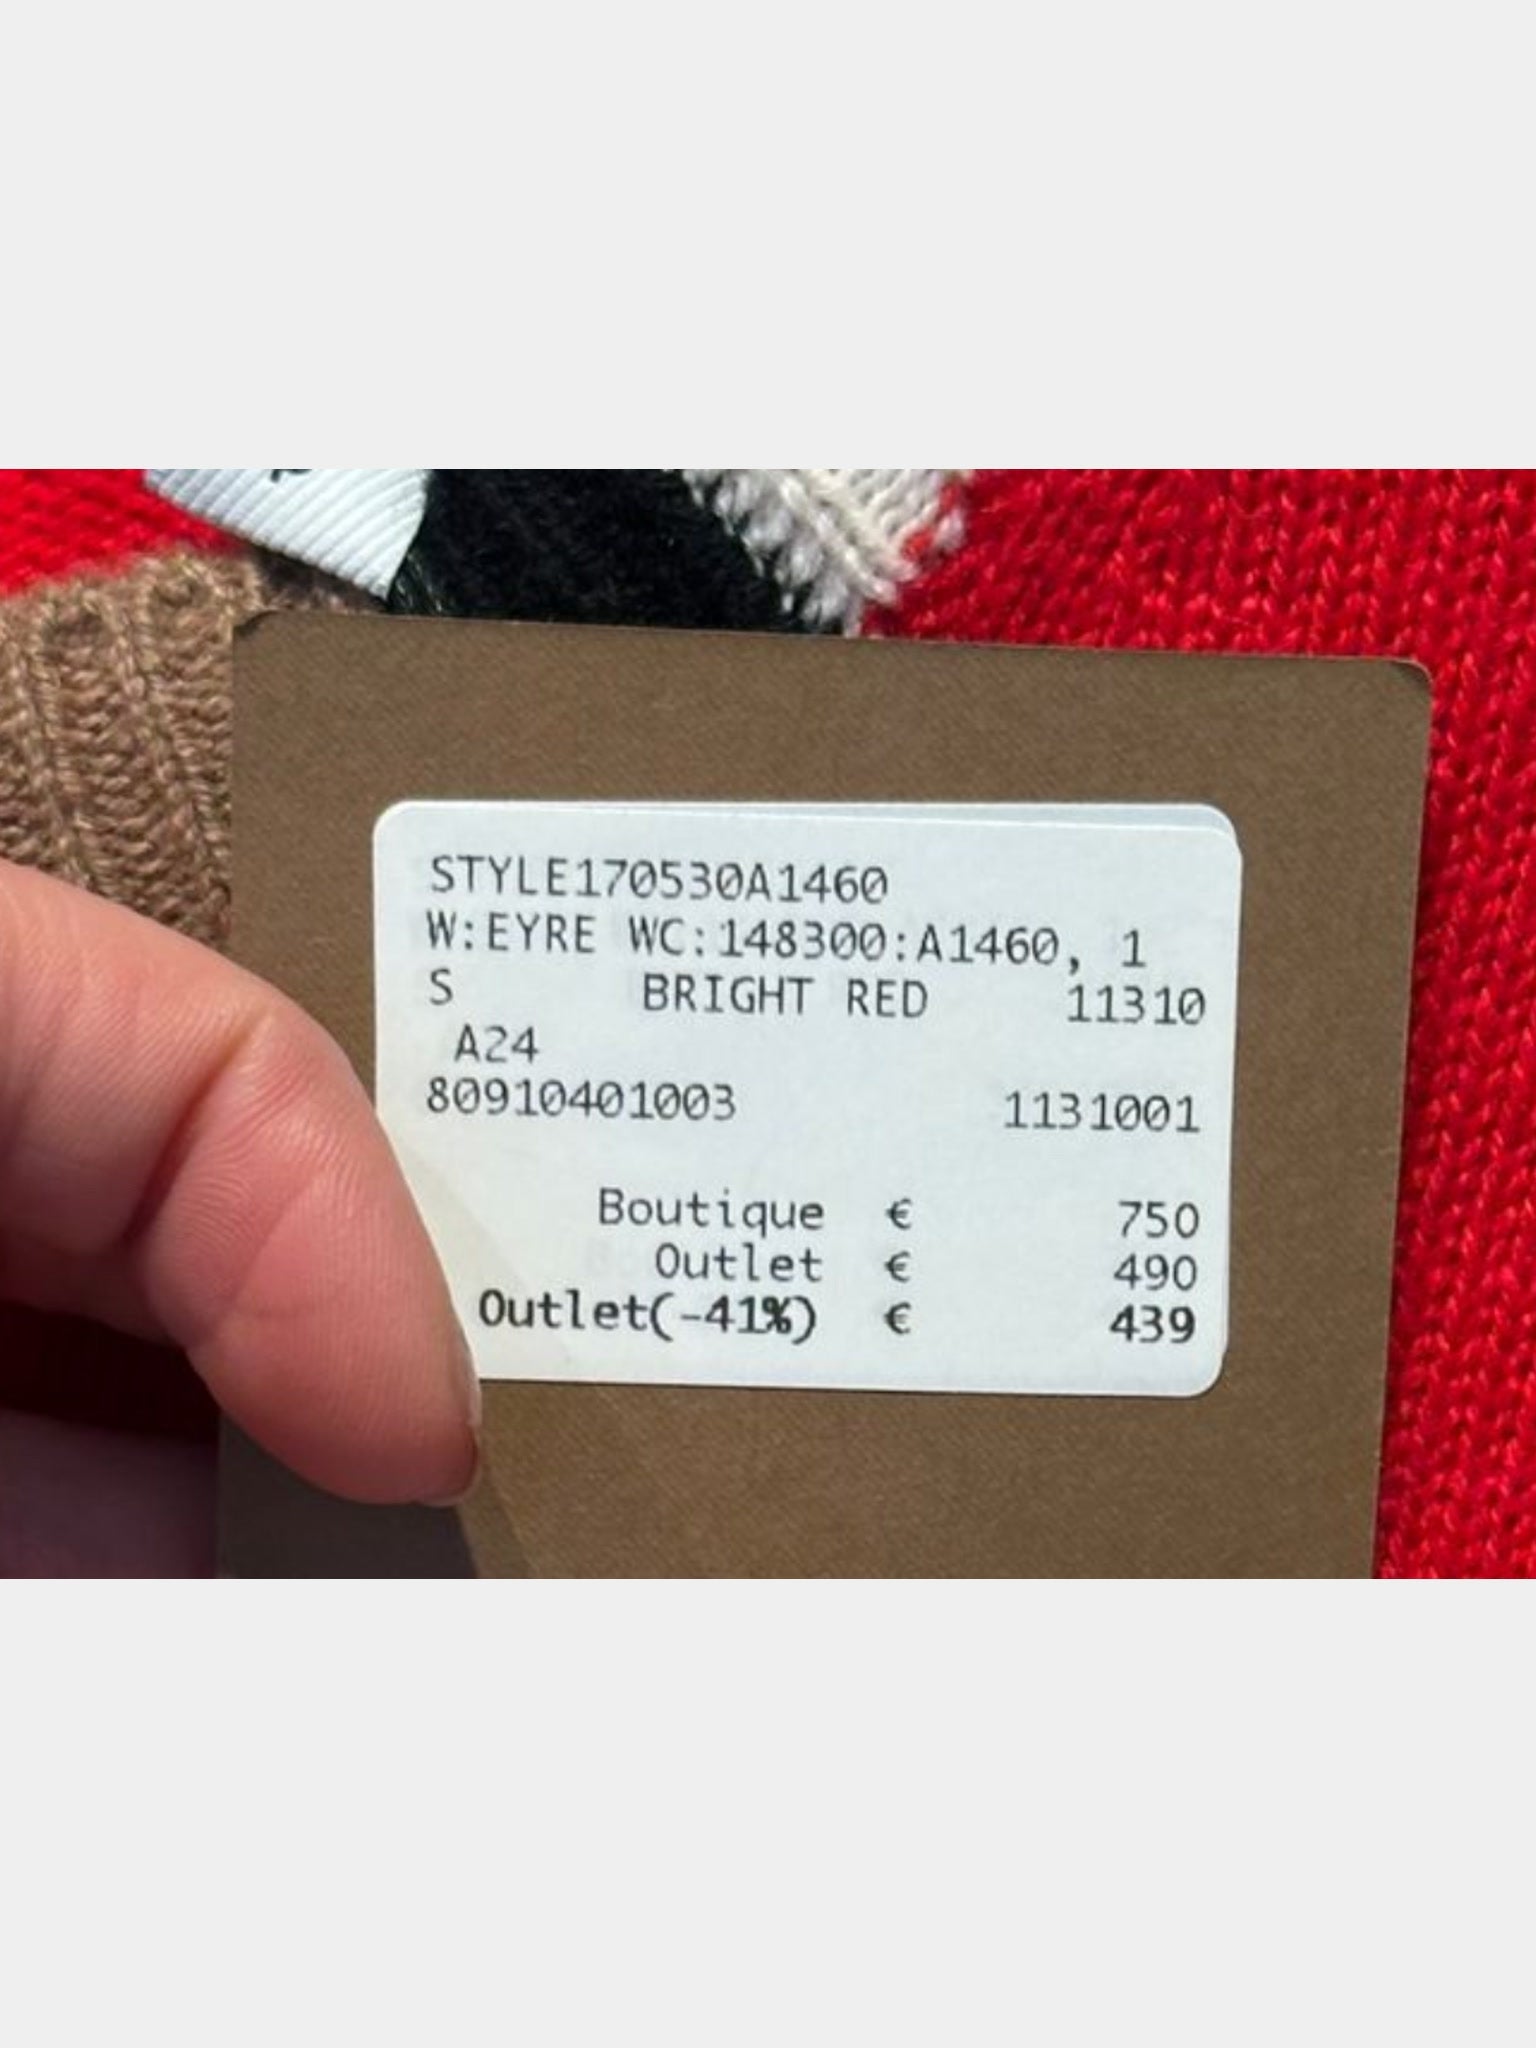 STYLE170530A1460
W:EYRE WC:148300:A1460, 1
S BRIGHT RED 11310
A24
80910401003 1131001
Boutique € 750
Outlet € 490
Outlet(-41%) € 439